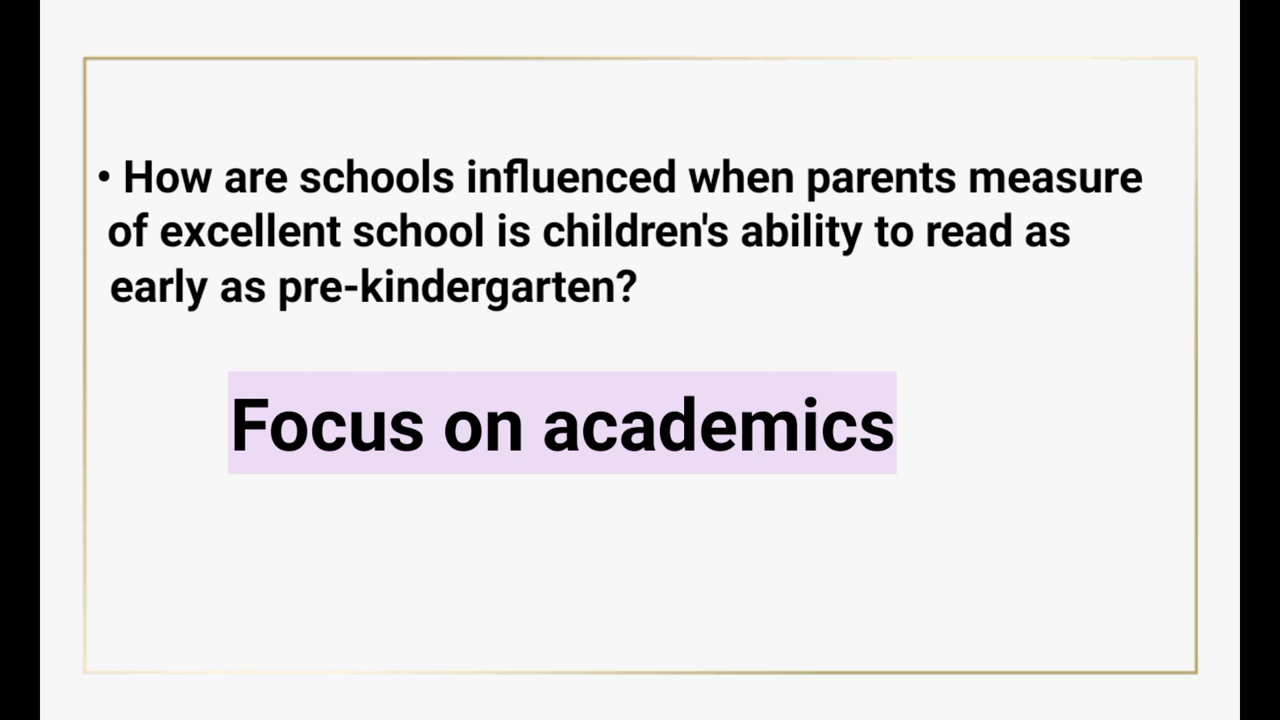 • How are schools influenced when parents measure
of excellent school is children's ability to read as
early as pre-kindergarten?
Focus on academics